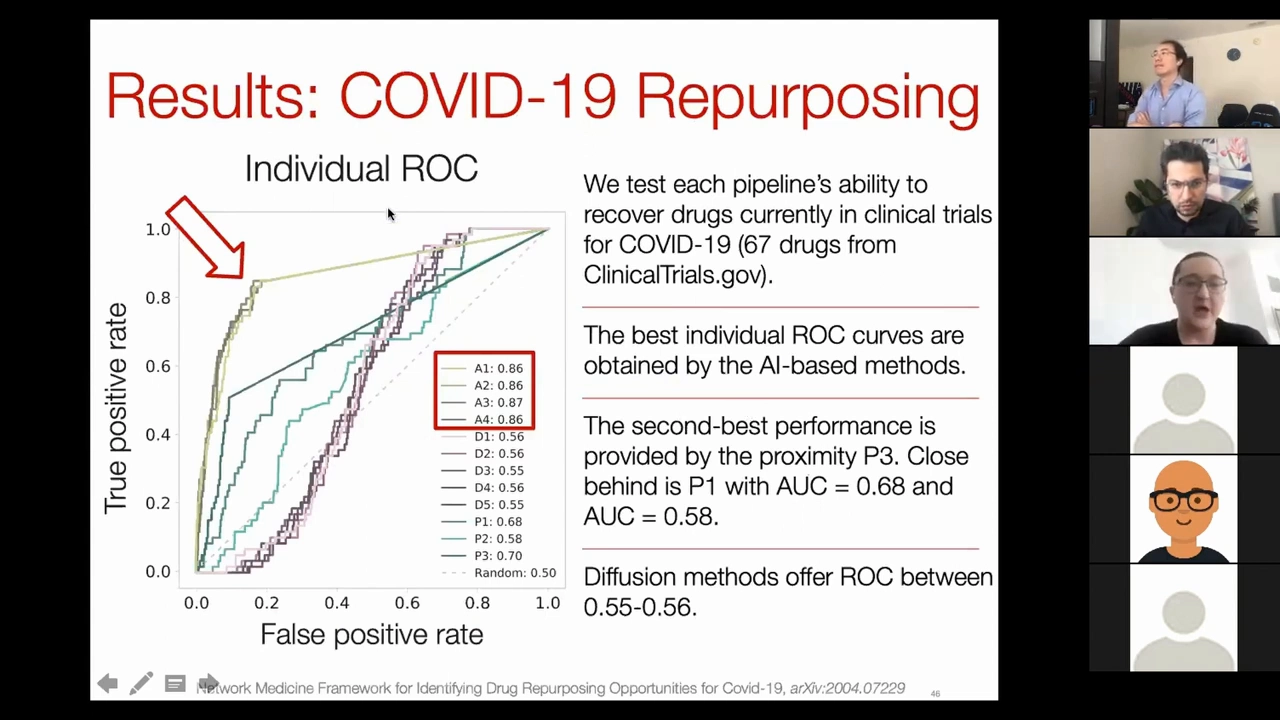 Results: COVID-19 Repurposing
Individual ROC
1.0
0.8
0.6
0.4
0.2
0.0
True positive rate
0.0 0.2 0.4 0.6 0.8 1.0
False positive rate
A1: 0.86
A2: 0.86
A3: 0.87
A4: 0.86
D1: 0.56
D2: 0.56
D3: 0.55
D4: 0.56
D5: 0.55
P1: 0.68
P2: 0.58
P3: 0.70
Random: 0.50
We test each pipeline's ability to
recover drugs currently in clinical trials
for COVID-19 (67 drugs from
ClinicalTrials.gov).
The best individual ROC curves are
obtained by the AI-based methods.
The second-best performance is
provided by the proximity P3. Close
behind is P1 with AUC = 0.68 and
AUC = 0.58.
Diffusion methods offer ROC between
0.55-0.56.
Network Medicine Framework for Identifying Drug Repurposing Opportunities for Covid-19, arXiv:2004.07229
46